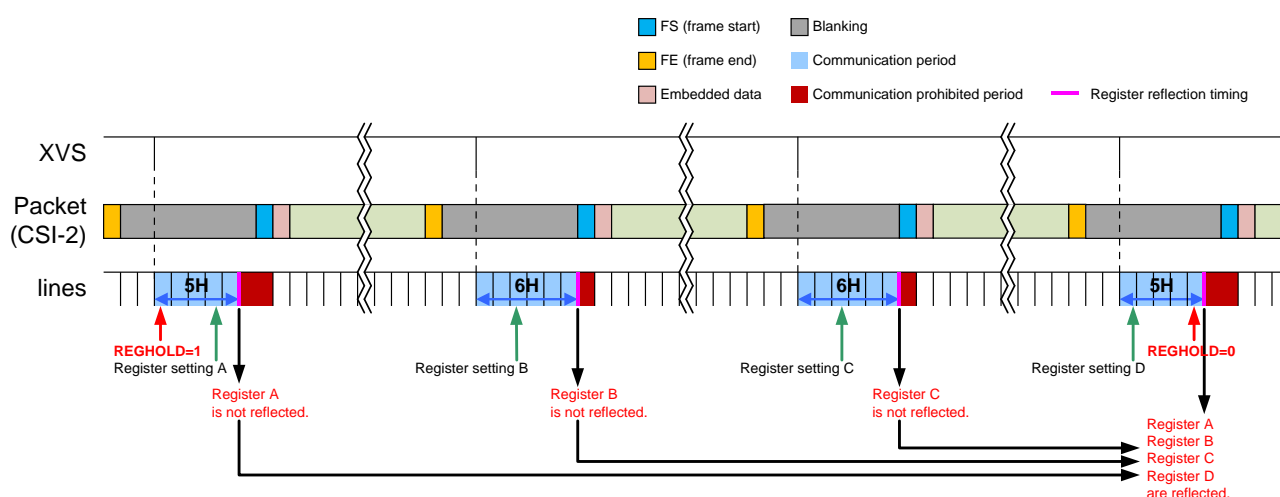 FS (frame start)
Blanking
FE (frame end)
Communication period
Embedded data
Communication prohibited period
Register reflection timing
XVS
Packet
(CSI-2)
lines
5H
6H
6H
5H
REGHOLD=1
Register setting A
Register setting B
Register setting C
Register setting D
REGHOLD=0
Register A
is not reflected.
Register B
is not reflected.
Register C
is not reflected.
Register A
Register B
Register C
Register D
are reflected.